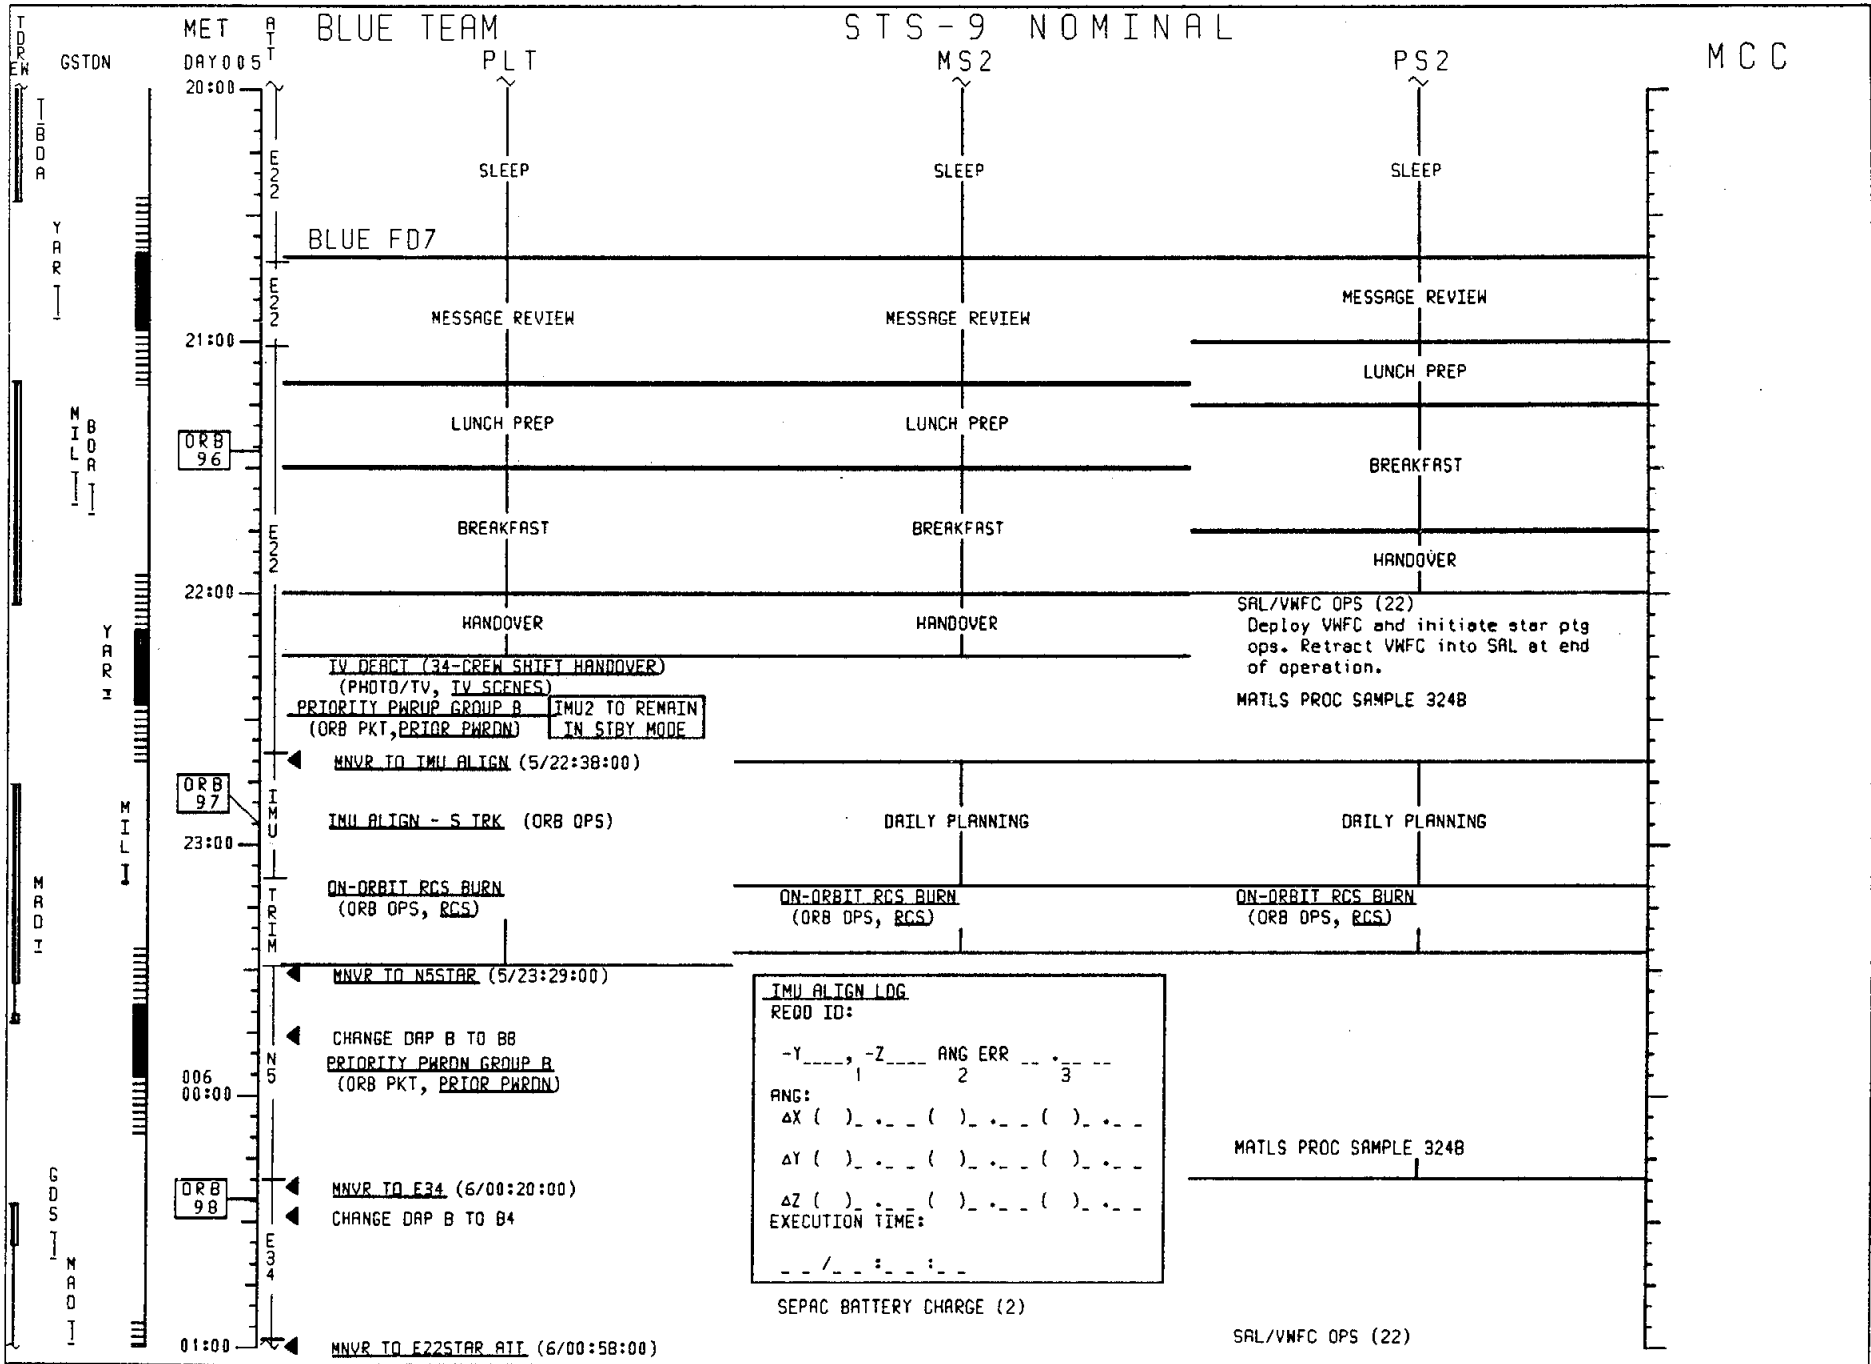 BLUE TEAM STS-9 NOMINAL
MET
ATT
TDRS
EW
GSTDN
DAY005
PLT MS2 PS2 MCC
20:00
BDA
E22
SLEEP SLEEP SLEEP
YAR
BLUE FD7
E22
MESSAGE REVIEW MESSAGE REVIEW MESSAGE REVIEW
21:00
LUNCH PREP LUNCH PREP LUNCH PREP
MIL
BDA
ORB
96
BREAKFAST BREAKFAST BREAKFAST
E22
HANDOVER
22:00
HANDOVER HANDOVER
SAL/VWFC OPS (22)
Deploy VWFC and initiate star ptg
ops. Retract VWFC into SAL at end
of operation.
MATLS PROC SAMPLE 324B
YAR
TV DEACT (34-CREW SHIFT HANDOVER)
(PHOTO/TV, TV SCENES)
PRIORITY PWRUP GROUP B
(ORB PKT,PRIOR PWRDN)
IMU2 TO REMAIN
IN STBY MODE
MNVR TO IMU ALIGN (5/22:38:00)
ORB
97
MIL
IMU
IMU ALIGN - S TRK (ORB OPS)
DAILY PLANNING DAILY PLANNING
23:00
MAD
TRIM
ON-ORBIT RCS BURN
(ORB OPS, RCS)
ON-ORBIT RCS BURN
(ORB OPS, RCS)
ON-ORBIT RCS BURN
(ORB OPS, RCS)
MNVR TO N5STAR (5/23:29:00)
CHANGE DAP B TO B8
N5
PRIORITY PWRDN GROUP B
(ORB PKT, PRIOR PWRDN)
006
00:00
IMU ALIGN LOG
REQD ID:
-Y____, -Z____ ANG ERR __ .__ __
1 2 3
ANG:
ΔX ( )_ ._ _ ( )_ ._ _ ( )_ ._ _
ΔY ( )_ ._ _ ( )_ ._ _ ( )_ ._ _
ΔZ ( )_ ._ _ ( )_ ._ _ ( )_ ._ _
EXECUTION TIME:
_ _ /_ _ :_ _ :_ _
MATLS PROC SAMPLE 324B
GDS
ORB
98
MNVR TO E34 (6/00:20:00)
CHANGE DAP B TO B4
E34
MAD
SEPAC BATTERY CHARGE (2)
SAL/VWFC OPS (22)
01:00
MNVR TO E22STAR ATT (6/00:58:00)